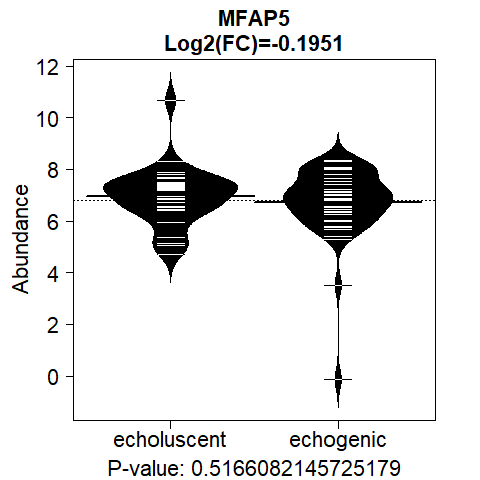 MFAP5
Log2(FC)=-0.1951
12
10
8
6
4
2
0
Abundance
echoluscent echogenic
P-value: 0.5166082145725179